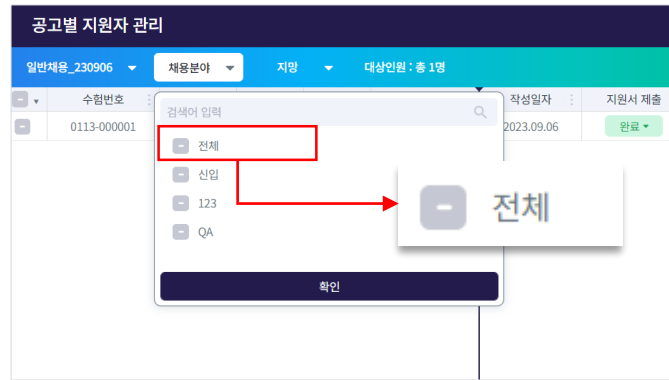 공고별 지원자 관리
일반채용_230906 채용분야 지망 대상인원 : 총 1명
수험번호 작성일자 지원서 제출
0113-000001 2023.09.06 완료
검색어 입력
전체
신입
123
QA
전체
확인